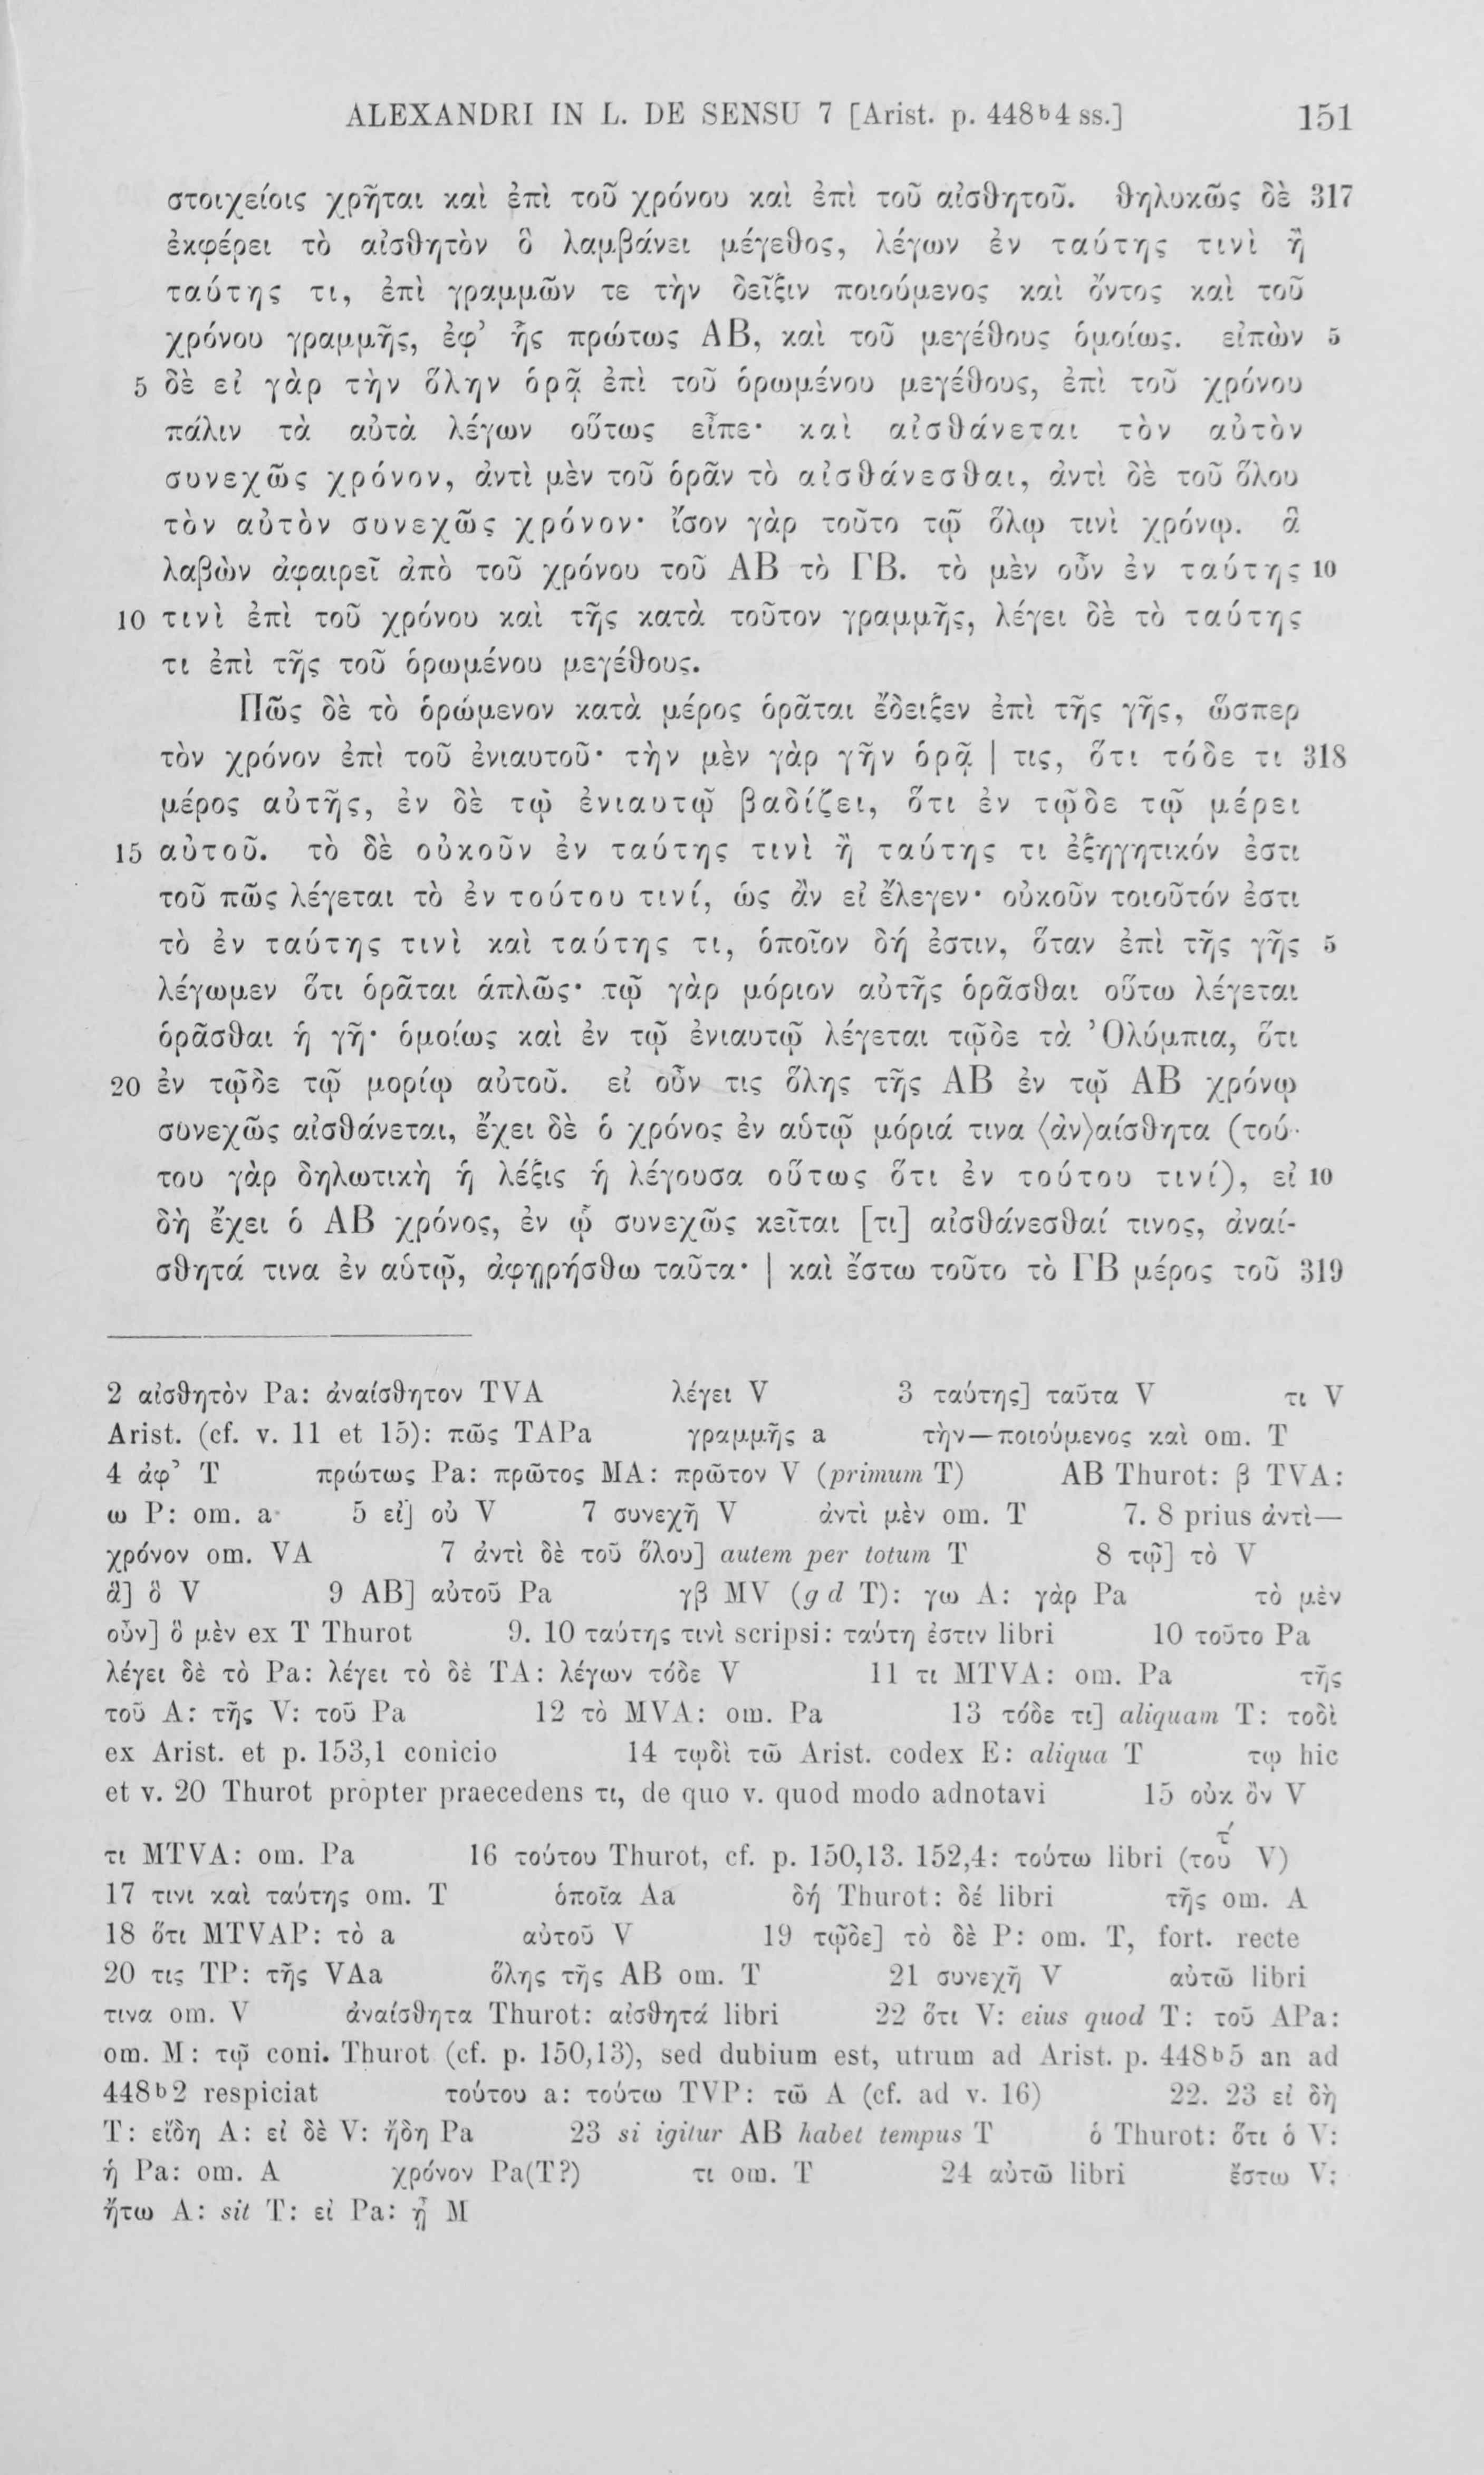 ALEXANDRI IN L. DE SENSU 7 [Arist. p. 448ᵇ4 ss.] 151
στοιχείοις χρῆται καὶ ἐπὶ τοῦ χρόνου καὶ ἐπὶ τοῦ αἰσθητοῦ. θηλυκῶς δὲ 317
ἐκφέρει τὸ αἰσθητὸν ὃ λαμβάνει μέγεθος, λέγων ἐν ταύτης τινὶ ἢ
ταύτης τι, ἐπὶ γραμμῶν τε τὴν δεῖξιν ποιούμενος καὶ ὄντος καὶ τοῦ
χρόνου γραμμῆς, ἐφ’ ἧς πρώτως ΑΒ, καὶ τοῦ μεγέθους ὁμοίως. εἰπὼν 5
5 δὲ εἰ γὰρ τὴν ὅλην ὁρᾷ ἐπὶ τοῦ ὁρωμένου μεγέθους, ἐπὶ τοῦ χρόνου
πάλιν τὰ αὐτὰ λέγων οὕτως εἶπε· καὶ αἰσθάνεται τὸν αὐτὸν
συνεχῶς χρόνον, ἀντὶ μὲν τοῦ ὁρᾶν τὸ αἰσθάνεσθαι, ἀντὶ δὲ τοῦ ὅλου
τὸν αὐτὸν συνεχῶς χρόνον· ἴσον γὰρ τοῦτο τῷ ὅλῳ τινὶ χρόνῳ. ἃ
λαβὼν ἀφαιρεῖ ἀπὸ τοῦ χρόνου τοῦ ΑΒ τὸ ΓΒ. τὸ μὲν οὖν ἐν ταύτης 10
10 τινὶ ἐπὶ τοῦ χρόνου καὶ τῆς κατὰ τοῦτον γραμμῆς, λέγει δὲ τὸ ταύτης
τι ἐπὶ τῆς τοῦ ὁρωμένου μεγέθους.
Πῶς δὲ τὸ ὁρώμενον κατὰ μέρος ὁρᾶται ἔδειξεν ἐπὶ τῆς γῆς, ὥσπερ
τὸν χρόνον ἐπὶ τοῦ ἐνιαυτοῦ· τὴν μὲν γὰρ γῆν ὁρᾷ | τις, ὅτι τόδε τι 318
μέρος αὐτῆς, ἐν δὲ τῷ ἐνιαυτῷ βαδίζει, ὅτι ἐν τῷδε τῷ μέρει
15 αὐτοῦ. τὸ δὲ οὐκοῦν ἐν ταύτης τινὶ ἢ ταύτης τι ἐξηγητικόν ἐστι
τοῦ πῶς λέγεται τὸ ἐν τούτου τινί, ὡς ἂν εἰ ἔλεγεν· οὐκοῦν τοιοῦτόν ἐστι
τὸ ἐν ταύτης τινὶ καὶ ταύτης τι, ὁποῖον δή ἐστιν, ὅταν ἐπὶ τῆς γῆς 5
λέγωμεν ὅτι ὁρᾶται ἁπλῶς· τῷ γὰρ μόριον αὐτῆς ὁρᾶσθαι οὕτω λέγεται
ὁρᾶσθαι ἡ γῆ· ὁμοίως καὶ ἐν τῷ ἐνιαυτῷ λέγεται τῷδε τὰ Ὀλύμπια, ὅτι
20 ἐν τῷδε τῷ μορίῳ αὐτοῦ. εἰ οὖν τις ὅλης τῆς ΑΒ ἐν τῷ ΑΒ χρόνῳ
συνεχῶς αἰσθάνεται, ἔχει δὲ ὁ χρόνος ἐν αὑτῷ μόριά τινα ⟨ἀν⟩αίσθητα (τού-
του γὰρ δηλωτικὴ ἡ λέξις ἡ λέγουσα οὕτως ὅτι ἐν τούτου τινί), εἰ 10
δὴ ἔχει ὁ ΑΒ χρόνος, ἐν ᾧ συνεχῶς κεῖται [τι] αἰσθάνεσθαί τινος, ἀναί-
σθητά τινα ἐν αὑτῷ, ἀφῃρήσθω ταῦτα· | καὶ ἔστω τοῦτο τὸ ΓΒ μέρος τοῦ 319
2 αἰσθητὸν Pa: ἀναίσθητον TVA λέγει V 3 ταύτης] ταῦτα V τι V
Arist. (cf. v. 11 et 15): πῶς TAPa γραμμῆς a τὴν—ποιούμενος καὶ om. T
4 ἀφ’ T πρώτως Pa: πρῶτος MA: πρῶτον V (primum T) AB Thurot: β TVA:
ω P: om. a 5 εἰ] οὐ V 7 συνεχῆ V ἀντὶ μὲν om. T 7. 8 prius ἀντὶ—
χρόνον om. VA 7 ἀντὶ δὲ τοῦ ὅλου] autem per totum T 8 τῷ] τὸ V
ἃ] ὃ V 9 AB] αὐτοῦ Pa γβ MV (g d T): γω A: γὰρ Pa τὸ μὲν
οὖν] ὃ μὲν ex T Thurot 9. 10 ταύτης τινὶ scripsi: ταύτη ἐστιν libri 10 τοῦτο Pa
λέγει δὲ τὸ Pa: λέγει τὸ δὲ TA: λέγων τόδε V 11 τι MTVA: om. Pa τῆς
τοῦ A: τῆς V: τοῦ Pa 12 τὸ MVA: om. Pa 13 τόδε τι] aliquam T: τοδὶ
ex Arist. et p. 153,1 conicio 14 τῳδὶ τῶ Arist. codex E: aliqua T τῳ hic
et v. 20 Thurot propter praecedens τι, de quo v. quod modo adnotavi 15 οὐκ ὂν V
τι MTVA: om. Pa 16 τούτου Thurot, cf. p. 150,13. 152,4: τούτω libri (του τ́ V)
17 τινι καὶ ταύτης om. T ὁποῖα Aa δή Thurot: δέ libri τῆς om. A
18 ὅτι MTVAP: τὸ a αὐτοῦ V 19 τῷδε] τὸ δὲ P: om. T, fort. recte
20 τις TP: τῆς VAa ὅλης τῆς AB om. T 21 συνεχῆ V αὐτῶ libri
τινα om. V ἀναίσθητα Thurot: αἰσθητά libri 22 ὅτι V: eius quod T: τοῦ APa:
om. M: τῷ coni. Thurot (cf. p. 150,13), sed dubium est, utrum ad Arist. p. 448ᵇ5 an ad
448ᵇ2 respiciat τούτου a: τούτω TVP: τῶ A (cf. ad v. 16) 22. 23 εἰ δὴ
T: εἴδη A: εἰ δὲ V: ἤδη Pa 23 si igitur AB habet tempus T ὁ Thurot: ὅτι ὁ V:
ἡ Pa: om. A χρόνον Pa(T?) τι om. T 24 αὐτῶ libri ἔστω V:
ἤτω A: sit T: εἰ Pa: ᾖ M